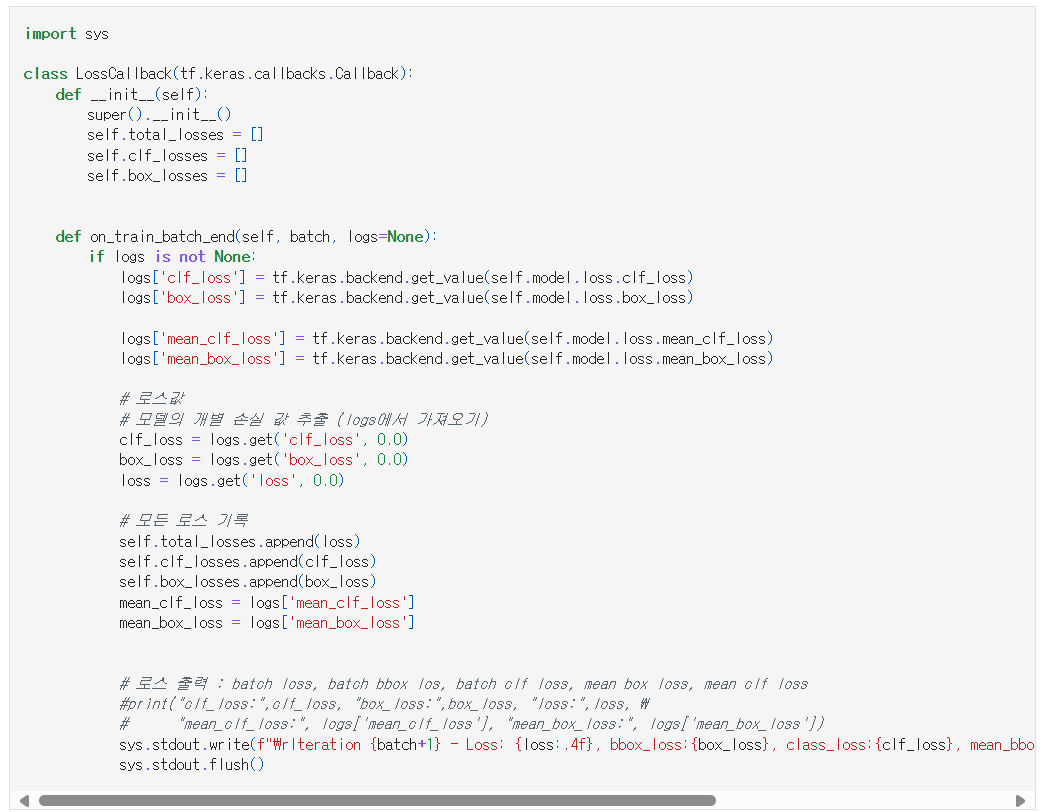 import sys
class LossCallback(tf.keras.callbacks.Callback):
    def __init__(self):
        super().__init__()
        self.total_losses = []
        self.clf_losses = []
        self.box_losses = []
    def on_train_batch_end(self, batch, logs=None):
        if logs is not None:
            logs['clf_loss'] = tf.keras.backend.get_value(self.model.loss.clf_loss)
            logs['box_loss'] = tf.keras.backend.get_value(self.model.loss.box_loss)
            logs['mean_clf_loss'] = tf.keras.backend.get_value(self.model.loss.mean_clf_loss)
            logs['mean_box_loss'] = tf.keras.backend.get_value(self.model.loss.mean_box_loss)
            # 로스값
            # 모델의 개별 손실 값 추출 (logs에서 가져오기)
            clf_loss = logs.get('clf_loss', 0.0)
            box_loss = logs.get('box_loss', 0.0)
            loss = logs.get('loss', 0.0)
            # 모든 로스 기록
            self.total_losses.append(loss)
            self.clf_losses.append(clf_loss)
            self.box_losses.append(box_loss)
            mean_clf_loss = logs['mean_clf_loss']
            mean_box_loss = logs['mean_box_loss']
            # 로스 출력 : batch loss, batch bbox los, batch clf loss, mean box loss, mean clf loss
            #print("clf_loss:",clf_loss, "box_loss:",box_loss, "loss:",loss, ₩
            #      "mean_clf_loss:", logs['mean_clf_loss'], "mean_box_loss:", logs['mean_box_loss'])
            sys.stdout.write(f"₩rIteration {batch+1} - Loss: {loss:.4f}, bbox_loss:{box_loss}, class_loss:{clf_loss}, mean_bbo
            sys.stdout.flush()